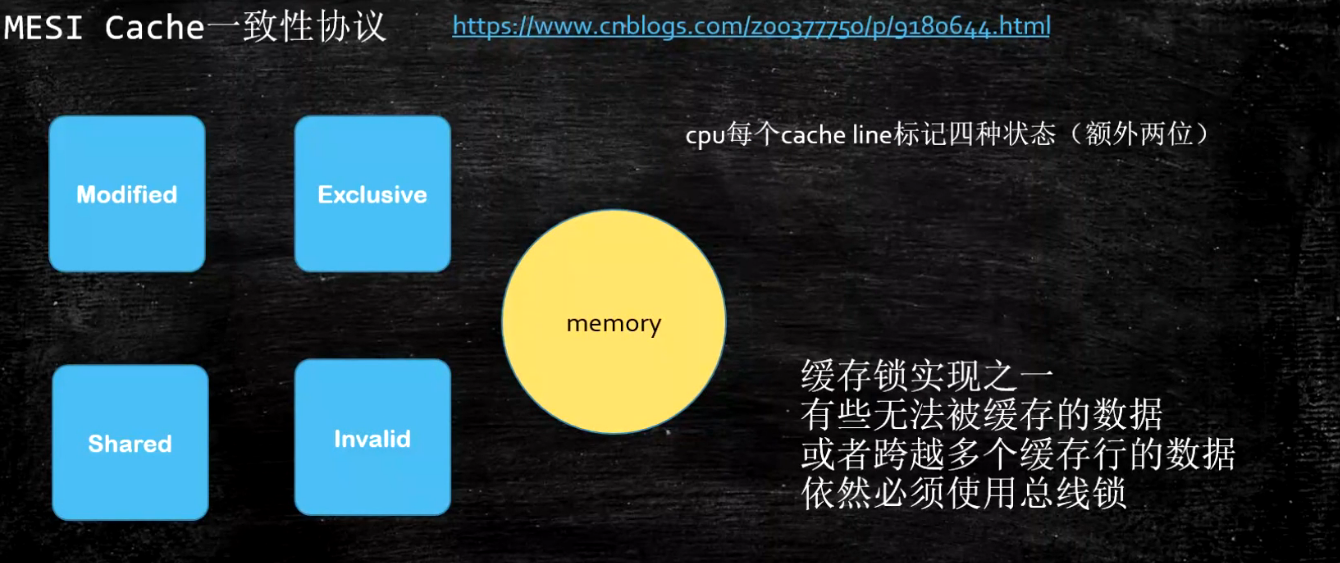 MESI Cache一致性协议
https://www.cnblogs.com/z00377750/p/9180644.html
cpu每个cache line标记四种状态（额外两位）
Modified
Exclusive
memory
Shared
Invalid
缓存锁实现之一
有些无法被缓存的数据
或者跨越多个缓存行的数据
依然必须使用总线锁